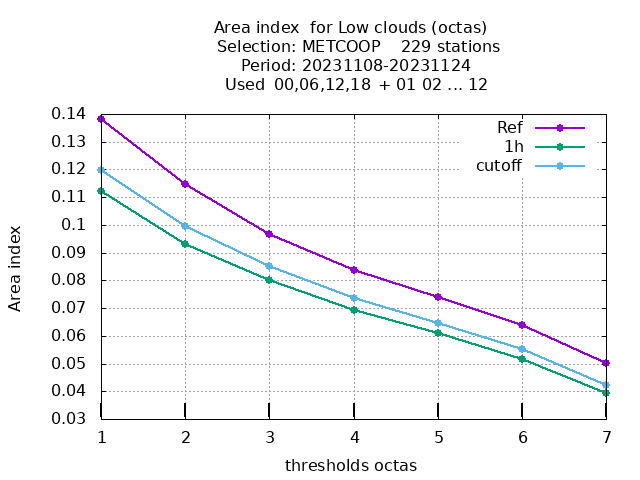 Area index  for Low clouds (octas)
Selection: METCOOP    229 stations
Period: 20231108-20231124
Used  00,06,12,18  + 01 02 ... 12
0.14
0.13
0.12
0.11
0.1
0.09
0.08
0.07
0.06
0.05
0.04
0.03
Area index
Ref
1h
cutoff
1 2 3 4 5 6 7
thresholds octas